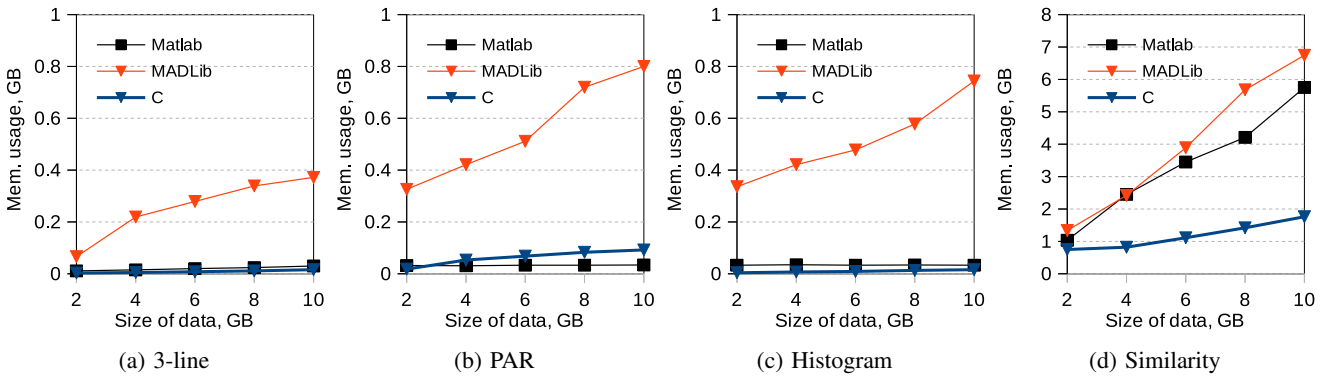 1
0.8
0.6
0.4
0.2
0
Mem. usage, GB
Matlab
MADLib
C
2 4 6 8 10
Size of data, GB
(a) 3-line
1
0.8
0.6
0.4
0.2
0
Mem. usage, GB
Matlab
MADLib
C
2 4 6 8 10
Size of data, GB
(b) PAR
1
0.8
0.6
0.4
0.2
0
Mem. usage, GB
Matlab
MADLib
C
2 4 6 8 10
Size of data, GB
(c) Histogram
8
7
6
5
4
3
2
1
0
Mem. usage, GB
Matlab
MADLib
C
2 4 6 8 10
Size of data, GB
(d) Similarity